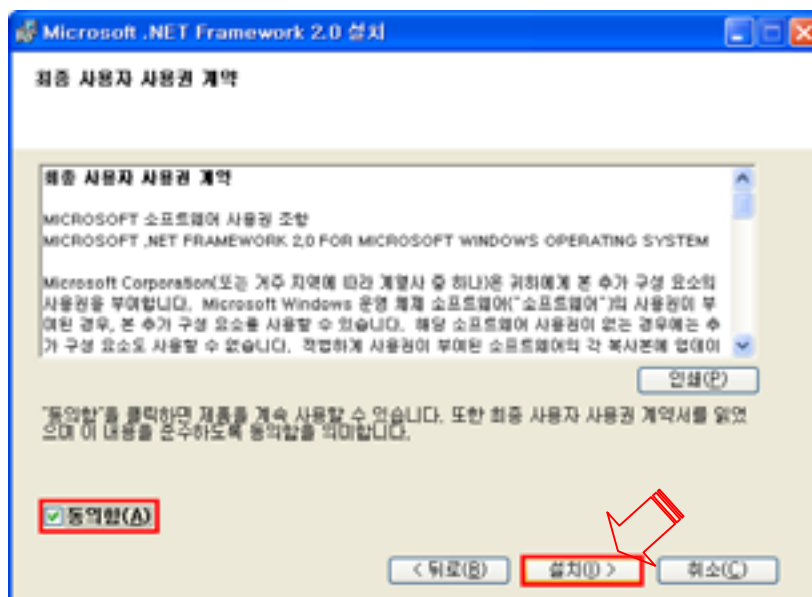 Microsoft .NET Framework 2.0 설치
최종 사용자 사용권 계약
최종 사용자 사용권 계약
MICROSOFT 소프트웨어 사용권 조항
MICROSOFT .NET FRAMEWORK 2.0 FOR MICROSOFT WINDOWS OPERATING SYSTEM
Microsoft Corporation(또는 거주 지역에 따라 계열사 중 하나)은 귀하에게 본 추가 구성 요소의
사용권을 부여합니다. Microsoft Windows 운영 체제 소프트웨어("소프트웨어")의 사용권이 부
여된 경우, 본 추가 구성 요소를 사용할 수 있습니다. 해당 소프트웨어 사용권이 없는 경우에는 추
가 구성 요소도 사용할 수 없습니다. 적법하게 사용권이 부여된 소프트웨어의 각 복사본에 업데이
인쇄(P)
"동의함"을 클릭하면 제품을 계속 사용할 수 있습니다. 또한 최종 사용자 사용권 계약서를 읽었
으며 이 내용을 준수하도록 동의함을 의미합니다.
동의함(A)
< 뒤로(B) 설치(I) > 취소(C)